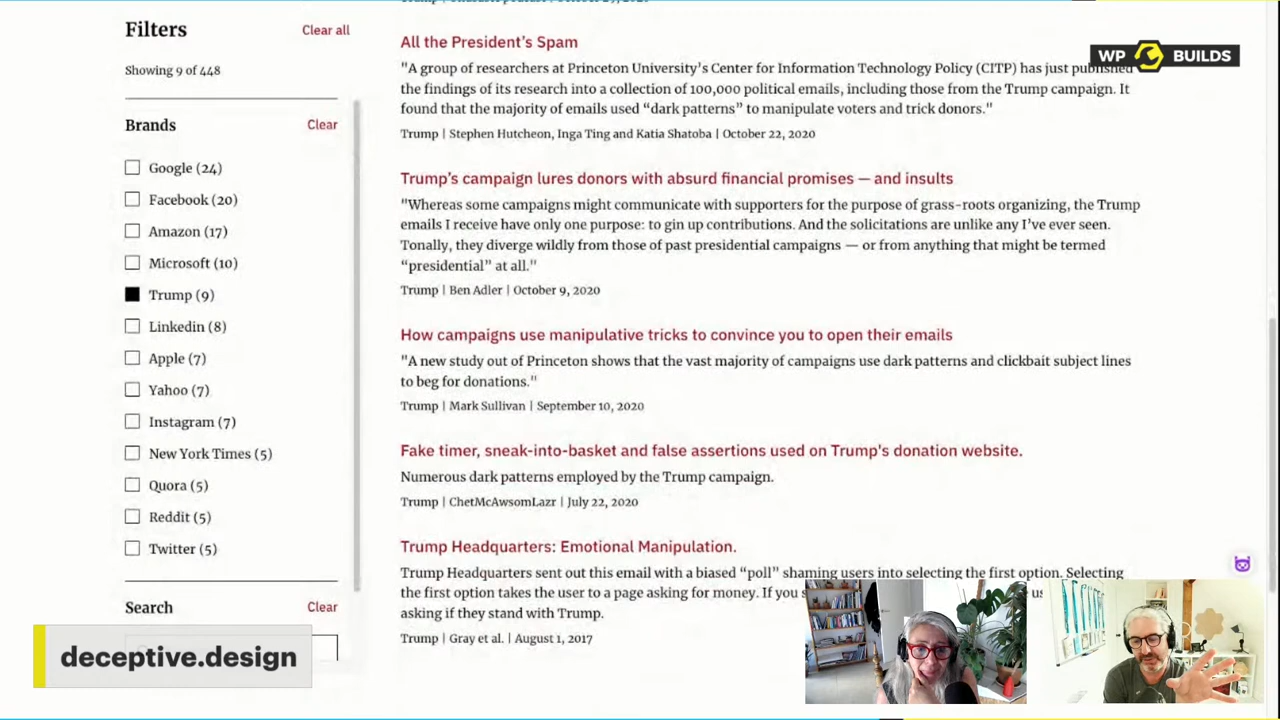 Filters
Clear all
Showing 9 of 448
Brands
Clear
Google (24)
Facebook (20)
Amazon (17)
Microsoft (10)
Trump (9)
Linkedin (8)
Apple (7)
Yahoo (7)
Instagram (7)
New York Times (5)
Quora (5)
Reddit (5)
Twitter (5)
Search
Clear
deceptive.design
All the President’s Spam
WP BUILDS
"A group of researchers at Princeton University’s Center for Information Technology Policy (CITP) has just published
the findings of its research into a collection of 100,000 political emails, including those from the Trump campaign. It
found that the majority of emails used “dark patterns” to manipulate voters and trick donors."
Trump | Stephen Hutcheon, Inga Ting and Katia Shatoba | October 22, 2020
Trump’s campaign lures donors with absurd financial promises — and insults
"Whereas some campaigns might communicate with supporters for the purpose of grass-roots organizing, the Trump
emails I receive have only one purpose: to gin up contributions. And the solicitations are unlike any I’ve ever seen.
Tonally, they diverge wildly from those of past presidential campaigns — or from anything that might be termed
“presidential” at all."
Trump | Ben Adler | October 9, 2020
How campaigns use manipulative tricks to convince you to open their emails
"A new study out of Princeton shows that the vast majority of campaigns use dark patterns and clickbait subject lines
to beg for donations."
Trump | Mark Sullivan | September 10, 2020
Fake timer, sneak-into-basket and false assertions used on Trump's donation website.
Numerous dark patterns employed by the Trump campaign.
Trump | ChetMcAwsomLazr | July 22, 2020
Trump Headquarters: Emotional Manipulation.
Trump Headquarters sent out this email with a biased “poll” shaming users into selecting the first option. Selecting
the first option takes the user to a page asking for money. If you
asking if they stand with Trump.
Trump | Gray et al. | August 1, 2017